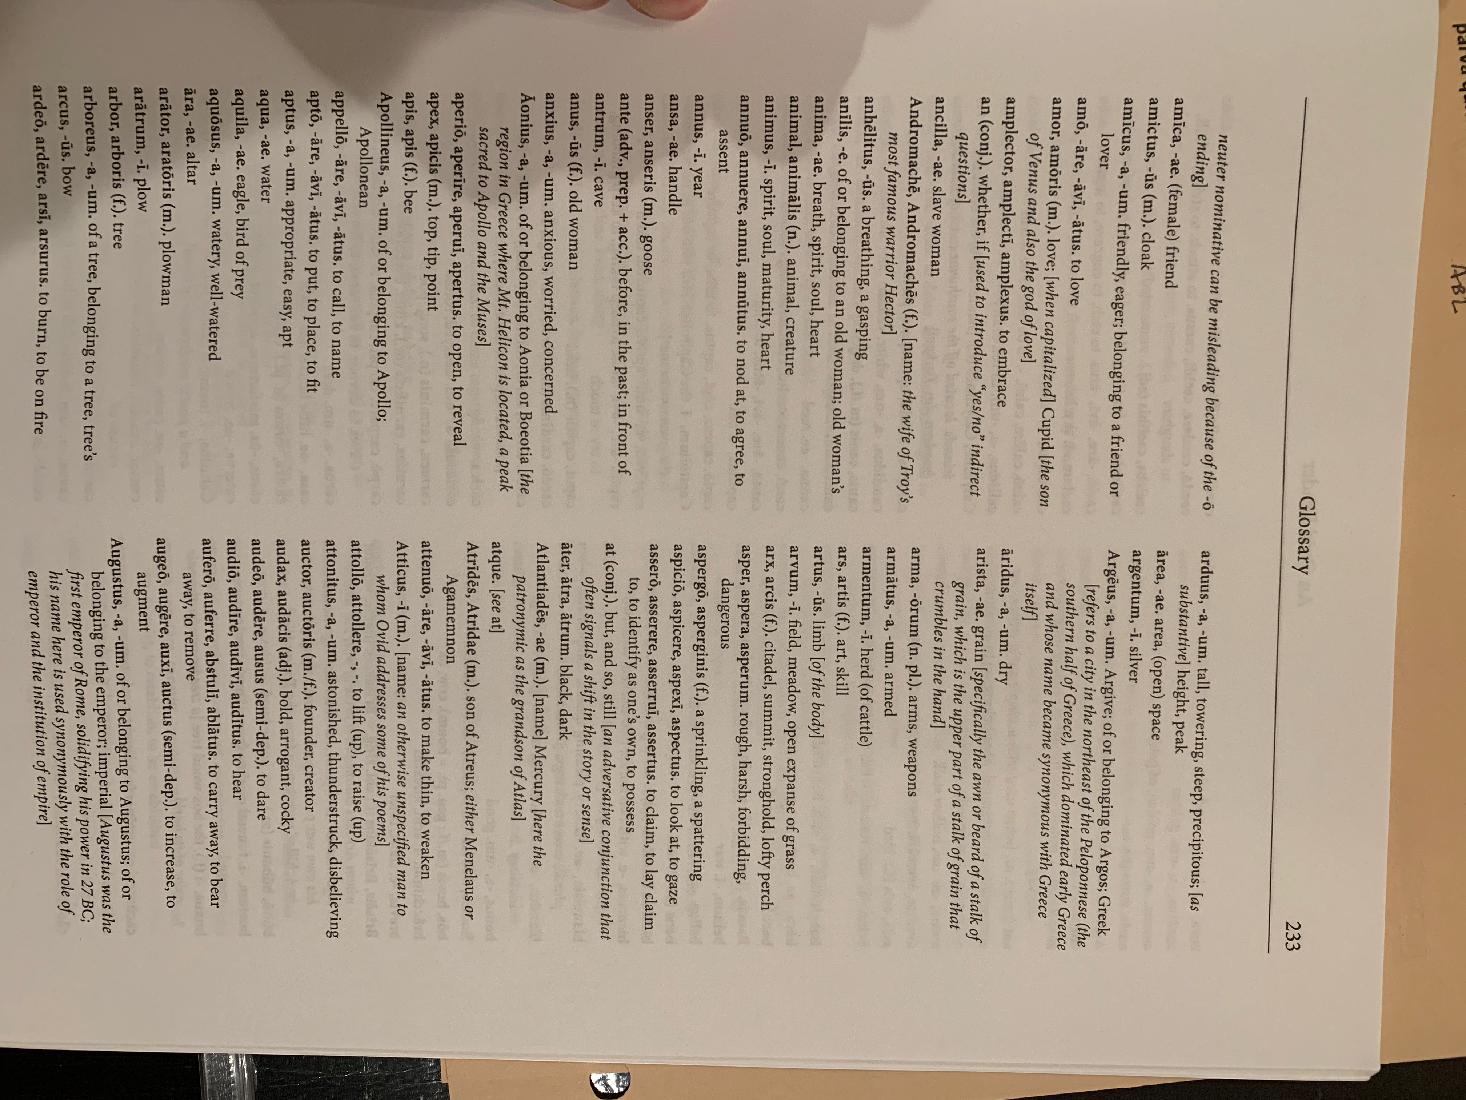 Glossary
233
neuter nominative can be misleading because of the -ō
ending]
amīca, -ae. (female) friend
amictus, -ūs (m.). cloak
amīcus, -a, -um. friendly, eager; belonging to a friend or
lover
amō, -āre, -āvī, -ātus. to love
amor, amōris (m.). love; [when capitalized] Cupid [the son
of Venus and also the god of love]
amplector, amplectī, amplexus. to embrace
an (conj.). whether, if [used to introduce “yes/no” indirect
questions]
ancilla, -ae. slave woman
Andromachē, Andromachēs (f.). [name: the wife of Troy’s
most famous warrior Hector]
anhēlitus, -ūs. a breathing, a gasping
anīlis, -e. of or belonging to an old woman; old woman’s
anima, -ae. breath, spirit, soul, heart
animal, animālis (n.). animal, creature
animus, -ī. spirit, soul, maturity, heart
annuō, annuere, annuī, annūtus. to nod at, to agree, to
assent
annus, -ī. year
ansa, -ae. handle
anser, anseris (m.). goose
ante (adv., prep. + acc.). before, in the past; in front of
antrum, -ī. cave
anus, -ūs (f.). old woman
anxius, -a, -um. anxious, worried, concerned
Āonius, -a, -um. of or belonging to Aonia or Boeotia [the
region in Greece where Mt. Helicon is located, a peak
sacred to Apollo and the Muses]
aperiō, aperīre, aperuī, apertus. to open, to reveal
apex, apicis (m.). top, tip, point
apis, apis (f.). bee
Apollineus, -a, -um. of or belonging to Apollo;
Apollonean
appellō, -āre, -āvī, -ātus. to call, to name
aptō, -āre, -āvī, -ātus. to put, to place, to fit
aptus, -a, -um. appropriate, easy, apt
aqua, -ae. water
aquila, -ae. eagle, bird of prey
aquōsus, -a, -um. watery, well-watered
āra, -ae. altar
arātor, arātōris (m.). plowman
arātrum, -ī. plow
arbor, arboris (f.). tree
arboreus, -a, -um. of a tree, belonging to a tree, tree’s
arcus, -ūs. bow
ardeō, ardēre, arsī, arsurus. to burn, to be on fire
arduus, -a, -um. tall, towering, steep, precipitous; [as
substantive] height, peak
ārea, -ae. area, (open) space
argentum, -ī. silver
Argēus, -a, -um. Argive; of or belonging to Argos; Greek
[refers to a city in the northeast of the Peloponnese (the
southern half of Greece), which dominated early Greece
and whose name became synonymous with Greece
itself]
āridus, -a, -um. dry
arista, -ae. grain [specifically the awn or beard of a stalk of
grain, which is the upper part of a stalk of grain that
crumbles in the hand]
arma, -ōrum (n. pl.). arms, weapons
armātus, -a, -um. armed
armentum, -ī. herd (of cattle)
artus, -ūs. limb [of the body]
ars, artis (f.). art, skill
arvum, -ī. field, meadow, open expanse of grass
arx, arcis (f.). citadel, summit, stronghold, lofty perch
asper, aspera, asperum. rough, harsh, forbidding,
dangerous
aspergō, asperginis (f.). a sprinkling, a spattering
aspiciō, aspicere, aspexī, aspectus. to look at, to gaze
asserō, asserere, asseruī, assertus. to claim, to lay claim
to, to identify as one’s own, to possess
at (conj.). but, and so, still [an adversative conjunction that
often signals a shift in the story or sense]
āter, ātra, ātrum. black, dark
Atlantiadēs, -ae (m.). [name] Mercury [here the
patronymic as the grandson of Atlas]
atque. [see at]
Atrīdēs, Atrīdae (m.). son of Atreus; either Menelaus or
Agamemnon
attenuō, -āre, -āvī, -ātus. to make thin, to weaken
Atticus, -ī (m.). [name: an otherwise unspecified man to
whom Ovid addresses some of his poems]
attollō, attollere, -, -. to lift (up), to raise (up)
attonitus, -a, -um. astonished, thunderstruck, disbelieving
auctor, auctōris (m./f.). founder, creator
audax, audācis (adj.). bold, arrogant, cocky
audeō, audēre, ausus (semi-dep.). to dare
audiō, audīre, audīvī, audītus. to hear
auferō, auferre, abstulī, ablātus. to carry away, to bear
away, to remove
augeō, augēre, auxī, auctus (semi-dep.). to increase, to
augment
Augustus, -a, -um. of or belonging to Augustus; of or
belonging to the emperor; imperial [Augustus was the
first emperor of Rome, solidifying his power in 27 BC;
his name here is used synonymously with the role of
emperor and the institution of empire]